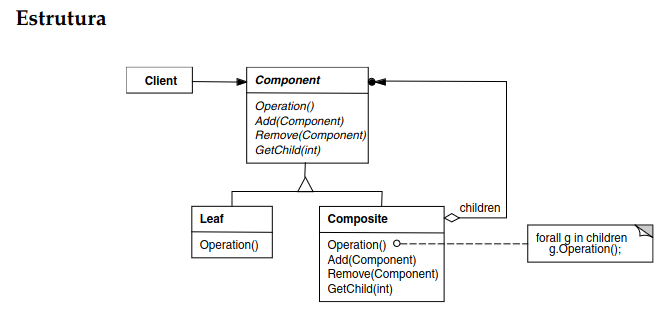 Estrutura
Client
Component
Operation()
Add(Component)
Remove(Component)
GetChild(int)
Leaf
Operation()
Composite
Operation()
Add(Component)
Remove(Component)
GetChild(int)
children
forall g in children
g.Operation();